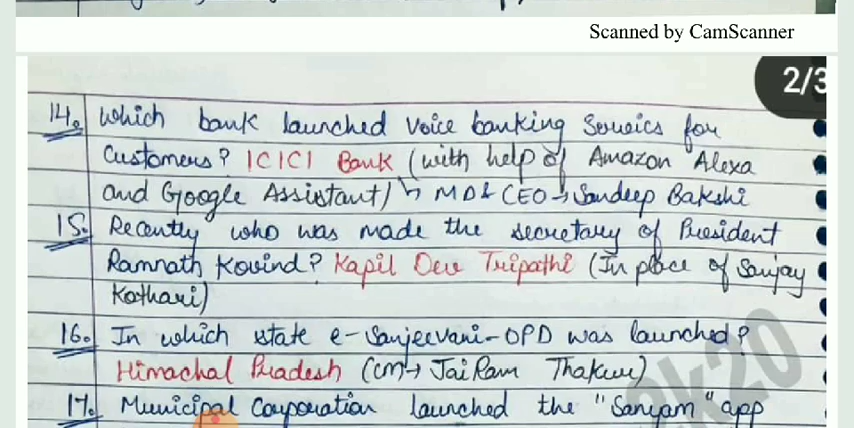 Scanned by CamScanner
2/3
14. Which bank launched voice banking Serveics for
Customers? ICICI Bank (with help of Amazon Alexa
and Google Assistant) ↳ MD & CEO → Sandeep Bakshi
15. Recently who was made the secretary of President
Ramnath Kovind? Kapil Dev Tripathi (In place of Sanjay
Kothari)
16. In which state e-Sanjeevani-OPD was launched?
Himachal Pradesh (cm → Jai Ram Thakur)
2k20
17. Municipal Corporation launched the "Sanyam" app